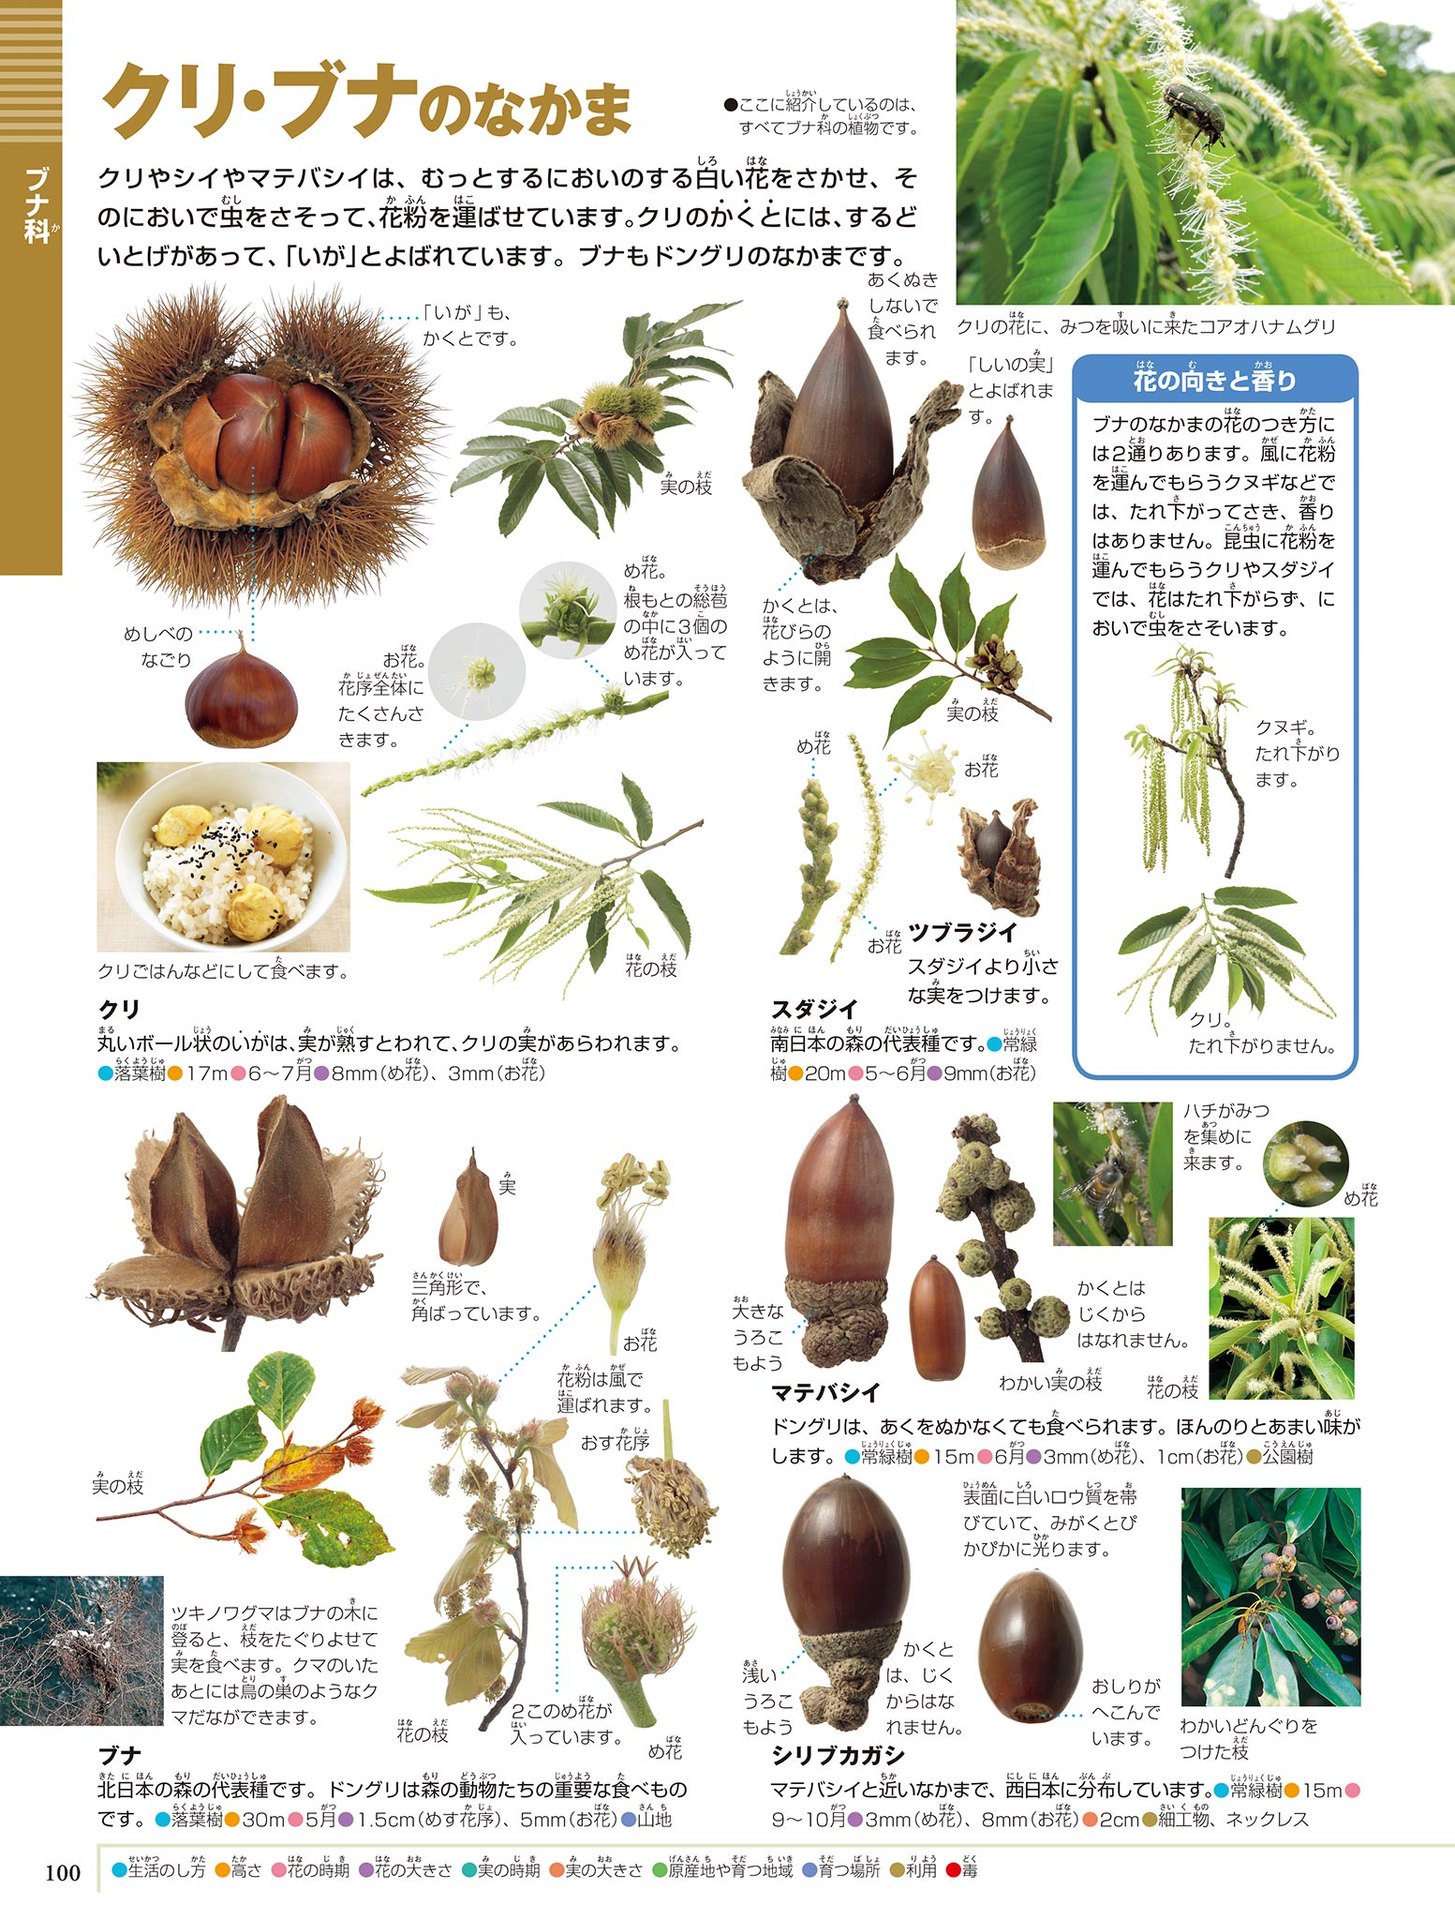 クリ・ブナのなかま
●ここに紹介しているのは、
すべてブナ科の植物です。
ブナ科
クリやシイやマテバシイは、むっとするにおいのする白い花をさかせ、そ
のにおいで虫をさそって、花粉を運ばせています。クリのかくとには、するど
いとげがあって、「いが」とよばれています。ブナもドングリのなかまです。
クリの花に、みつを吸いに来たコアオハナムグリ
「いが」も、
かくとです。
実の枝
めしべの
なごり
お花。
花序全体に
たくさんさ
きます。
め花。
根もとの総苞
の中に3個の
め花が入って
います。
クリごはんなどにして食べます。
花の枝
クリ
丸いボール状のいがは、実が熟すとわれて、クリの実があらわれます。
●落葉樹●17m●6〜7月●8mm(め花)、3mm(お花)
あくぬき
しないで
食べられ
ます。
「しいの実」
とよばれま
す。
かくとは、
花びらの
ように開
きます。
実の枝
め花
お花
お花
ツブラジイ
スダジイより小さ
な実をつけます。
スダジイ
南日本の森の代表種です。●常緑
樹●20m●5〜6月●9mm(お花)
花の向きと香り
ブナのなかまの花のつき方に
は2通りあります。風に花粉
を運んでもらうクヌギなどで
は、たれ下がってさき、香り
はありません。昆虫に花粉を
運んでもらうクリやスダジイ
では、花はたれ下がらず、に
おいで虫をさそいます。
クヌギ。
たれ下がり
ます。
クリ。
たれ下がりません。
実
三角形で、
角ばっています。
お花
花粉は風で
運ばれます。
おす花序
実の枝
ツキノワグマはブナの木に
登ると、枝をたぐりよせて
実を食べます。クマのいた
あとには鳥の巣のようなク
マだなができます。
花の枝
2このめ花が
入っています。
め花
ブナ
北日本の森の代表種です。ドングリは森の動物たちの重要な食べもの
です。●落葉樹●30m●5月●1.5cm(めす花序)、5mm(お花)●山地
大きな
うろこ
もよう
わかい実の枝
かくとは
じくから
はなれません。
ハチがみつ
を集めに
来ます。
め花
花の枝
マテバシイ
ドングリは、あくをぬかなくても食べられます。ほんのりとあまい味が
します。●常緑樹●15m●6月●3mm(め花)、1cm(お花)●公園樹
表面に白いロウ質を帯
びていて、みがくとぴ
かぴかに光ります。
浅い
うろこ
もよう
かくと
は、じく
からはな
れません。
おしりが
へこんで
います。
わかいどんぐりを
つけた枝
シリブカガシ
マテバシイと近いなかまで、西日本に分布しています。●常緑樹●15m●
9〜10月●3mm(め花)、8mm(お花)●2cm●細工物、ネックレス
100
●生活のし方 ●高さ ●花の時期 ●花の大きさ ●実の時期 ●実の大きさ ●原産地や育つ地域 ●育つ場所 ●利用 ●毒